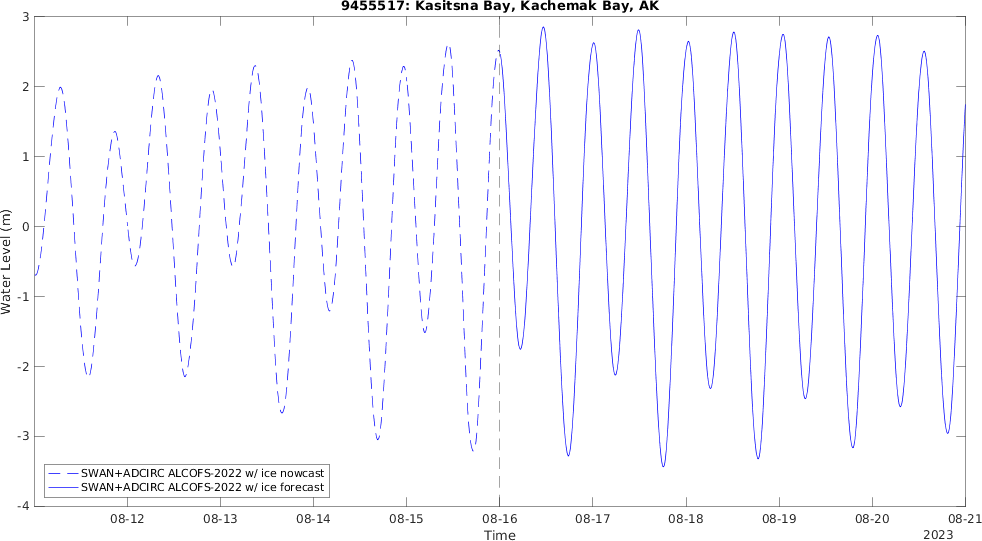 9455517: Kasitsna Bay, Kachemak Bay, AK
3
2
1
0
-1
-2
-3
-4
Water Level (m)
SWAN+ADCIRC ALCOFS-2022 w/ ice nowcast
SWAN+ADCIRC ALCOFS-2022 w/ ice forecast
08-12 08-13 08-14 08-15 08-16 08-17 08-18 08-19 08-20 08-21
Time
2023